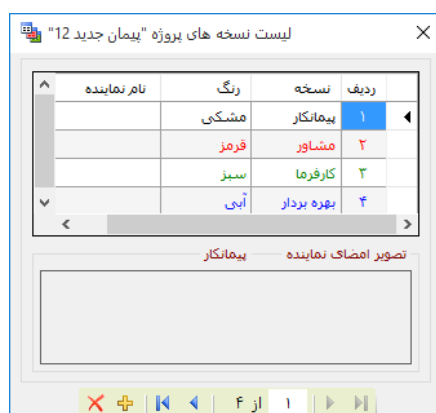 لیست نسخه های پروژه "پیمان جدید 12"
ردیف نسخه رنگ نام نماینده
۱ پیمانکار مشکی
۲ مشاور قرمز
۳ کارفرما سبز
۴ بهره بردار آبی
تصویر امضای نماینده پیمانکار
۱ از ۴